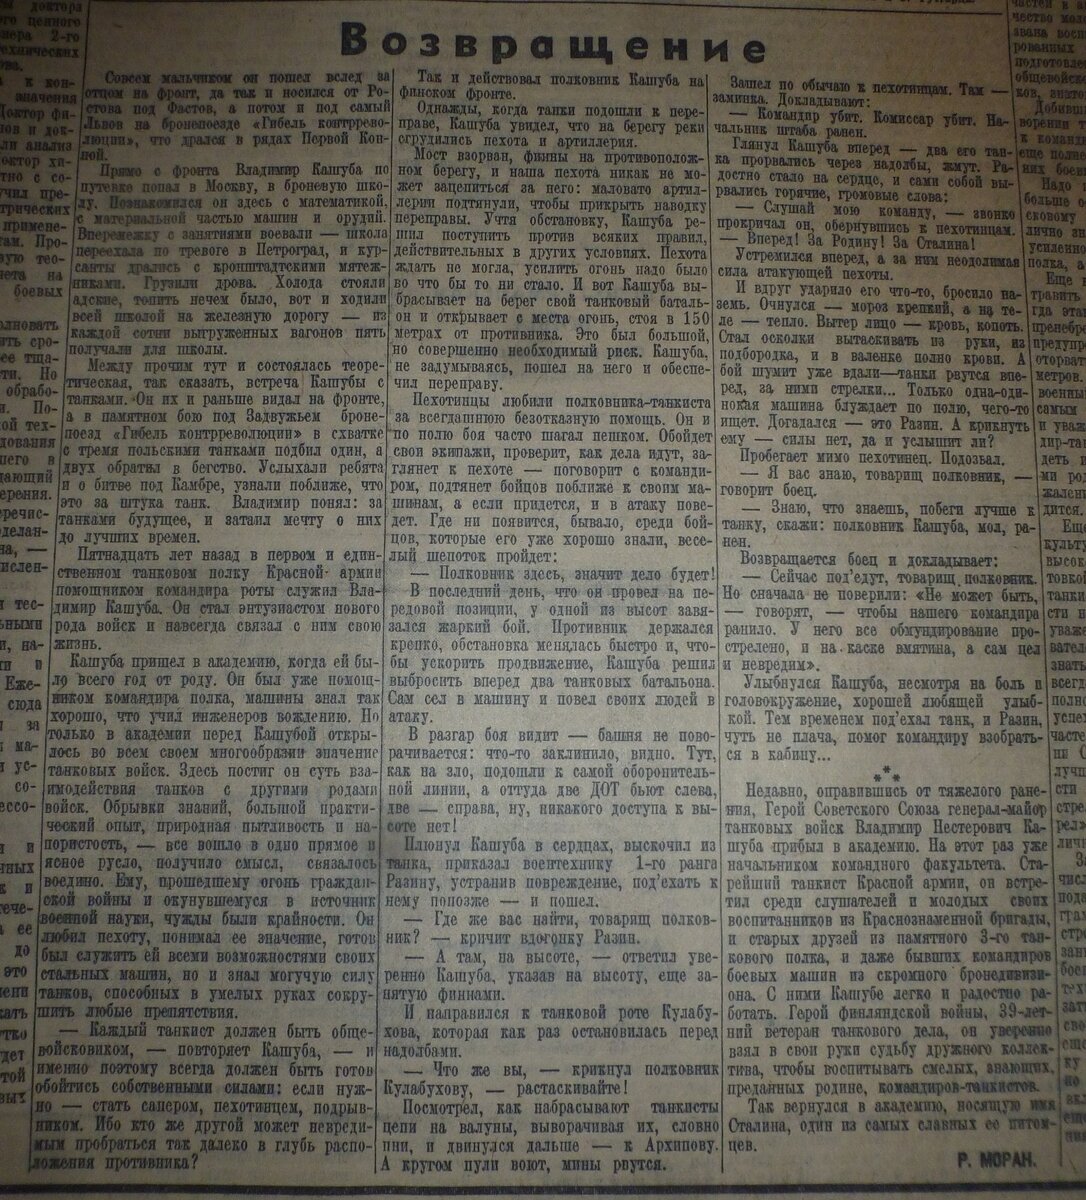 Возвращение
Совсем мальчиком он пошел вслед за
отцом на фронт, да так и носился от Ро-
стова под Фастов, а потом и под самый
Львов на бронепоезде «Гибель контррево-
люции», что дрался в рядах Первой Кон-
ной.
Прямо с фронта Владимир Кашуба по
путевке попал в Москву, в броневую шко-
лу. Познакомился он здесь с математикой,
с материальной частью машин и орудий.
Вперемежку с занятиями воевали — школа
переехала по тревоге в Петроград, и кур-
санты дрались с кронштадтскими мятеж-
никами. Грузили дрова. Холода стояли
адские, топить нечем было, вот и ходили
всей школой на железную дорогу — из
каждой сотни выгруженных вагонов пять
получали для школы.
Между прочим тут и состоялась теоре-
тическая, так сказать, встреча Кашубы с
танками. Он их и раньше видал на фронте,
а в памятном бою под Задвужьем броне-
поезд «Гибель контрреволюции» в схватке
с тремя польскими танками подбил один, а
двух обратил в бегство. Услыхали ребята
и о битве под Камбре, узнали поближе, что
это за штука танк. Владимир понял: за
танками будущее, и затаил мечту о них
до лучших времен.
Пятнадцать лет назад в первом и един-
ственном танковом полку Красной армии
помощником командира роты служил Вла-
димир Кашуба. Он стал энтузиастом нового
рода войск и навсегда связал с ним свою
жизнь.
Кашуба пришел в академию, когда ей бы-
ло всего год от роду. Он был уже помощ-
ником командира полка, машины знал так
хорошо, что учил инженеров вождению. Но
только в академии перед Кашубой откры-
лось во всем своем многообразии значение
танковых войск. Здесь постиг он суть вза-
имодействия танков с другими родами
войск. Обрывки знаний, большой практи-
ческий опыт, природная пытливость и на-
пористость, — все вошло в одно прямое и
ясное русло, получило смысл, связалось
воедино. Ему, прошедшему огонь граждан-
ской войны и окунувшемуся в источник
военной науки, чужды были крайности. Он
любил пехоту, понимал ее значение, готов
был служить ей всеми возможностями своих
стальных машин, но и знал могучую силу
танков, способных в умелых руках сокру-
шить любые препятствия.
— Каждый танкист должен быть обще-
войсковиком, — повторяет Кашуба, — и
именно поэтому всегда должен быть готов
обойтись собственными силами: если нуж-
но — стать сапером, пехотинцем, подрыв-
ником. Ибо кто же другой может невреди-
мым пробраться так далеко в глубь распо-
ложения противника?
Так и действовал полковник Кашуба на
финском фронте.
Однажды, когда танки подошли к пере-
праве, Кашуба увидел, что на берегу реки
сгрудились пехота и артиллерия.
Мост взорван, финны на противополож-
ном берегу, и наша пехота никак не мо-
жет зацепиться за него: маловато артил-
лерии подтянули, чтобы прикрыть наводку
переправы. Учтя обстановку, Кашуба ре-
шил поступить против всяких правил,
действительных в других условиях. Пехота
ждать не могла, усилить огонь надо было
во что бы то ни стало. И вот Кашуба вы-
брасывает на берег свой танковый баталь-
он и открывает с места огонь, стоя в 150
метрах от противника. Это был большой,
но совершенно необходимый риск. Кашуба,
не задумываясь, пошел на него и обеспе-
чил переправу.
Пехотинцы любили полковника-танкиста
за всегдашнюю безотказную помощь. Он и
по полю боя часто шагал пешком. Обойдет
свои экипажи, проверит, как дела идут, за-
глянет к пехоте — поговорит с команди-
ром, подтянет бойцов поближе к своим ма-
шинам, а если придется, и в атаку пове-
дет. Где ни появится, бывало, среди бой-
цов, которые его уже хорошо знали, весе-
лый шепоток пройдет:
— Полковник здесь, значит дело будет!
В последний день, что он провел на пе-
редовой позиции, у одной из высот завя-
зался жаркий бой. Противник держался
крепко, обстановка менялась быстро и, что-
бы ускорить продвижение, Кашуба решил
выбросить вперед два танковых батальона.
Сам сел в машину и повел своих людей в
атаку.
В разгар боя видит — башня не пово-
рачивается: что-то заклинило, видно. Тут,
как на зло, подошли к самой оборонитель-
ной линии, а оттуда две ДОТ бьют слева,
две — справа, ну, никакого доступа к вы-
соте нет!
Плюнул Кашуба в сердцах, выскочил из
танка, приказал воентехнику 1-го ранга
Разину, устранив повреждение, под'ехать к
нему попозже — и пошел.
— Где же вас найти, товарищ полков-
ник? — кричит вдогонку Разин.
— А там, на высоте, — ответил уве-
ренно Кашуба, указав на высоту, еще за-
нятую финнами.
И направился к танковой роте Кулабу-
хова, которая как раз остановилась перед
надолбами.
— Что же вы, — крикнул полковник
Кулабухову, — растаскивайте!
Посмотрел, как набрасывают танкисты
цепи на валуны, выворачивая их, словно
пни, и двинулся дальше — к Архипову.
А кругом пули воют, мины рвутся.
Зашел по обычаю к пехотинцам. Там —
заминка. Докладывают:
— Командир убит. Комиссар убит. На-
чальник штаба ранен.
Глянул Кашуба вперед — два его тан-
ка прорвались через надолбы, жмут. Ра-
достно стало на сердце, и сами собой вы-
рвались горячие, громовые слова:
— Слушай мою команду, — звонко
прокричал он, обернувшись к пехотинцам.
— Вперед! За Родину! За Сталина!
Устремился вперед, а за ним неодолимая
сила атакующей пехоты.
И вдруг ударило его что-то, бросило на-
земь. Очнулся — мороз крепкий, а на те-
ле — тепло. Вытер лицо — кровь, копоть.
Стал осколки вытаскивать из руки, из
подбородка, и в валенке полно крови. А
бой шумит уже вдали—танки рвутся впе-
ред, за ними стрелки... Только одна-оди-
нокая машина блуждает по полю, чего-то
ищет. Догадался — это Разин. А крикнуть
ему — силы нет, да и услышит ли?
Пробегает мимо пехотинец. Подозвал.
— Я вас знаю, товарищ полковник, —
говорит боец.
— Знаю, что знаешь, побеги лучше к
танку, скажи: полковник Кашуба, мол, ра-
нен.
Возвращается боец и докладывает:
— Сейчас под'едут, товарищ полковник.
Но сначала не поверили: «Не может быть,
— говорят, — чтобы нашего командира
ранило. У него все обмундирование про-
стрелено, и на каске вмятина, а сам цел
и невредим».
Улыбнулся Кашуба, несмотря на боль и
головокружение, хорошей любящей улыб-
кой. Тем временем под'ехал танк, и Разин,
чуть не плача, помог командиру взобрать-
ся в кабину...
***
Недавно, оправившись от тяжелого ране-
ния, Герой Советского Союза генерал-майор
танковых войск Владимир Нестерович Ка-
шуба прибыл в академию. На этот раз уже
начальником командного факультета. Ста-
рейший танкист Красной армии, он встре-
тил среди слушателей и молодых своих
воспитанников из Краснознаменной бригады,
и старых друзей из памятного 3-го тан-
кового полка, и даже бывших командиров
боевых машин из скромного бронедивизи-
она. С ними Кашубе легко и радостно ра-
ботать. Герой финляндской войны, 39-лет-
ний ветеран танкового дела, он уверенно
взял в свои руки судьбу дружного коллек-
тива, чтобы воспитывать смелых, знающих,
преданных родине, командиров-танкистов.
Так вернулся в академию, носящую имя
Сталина, один из самых славных ее питом-
цев.
Р. МОРАН.